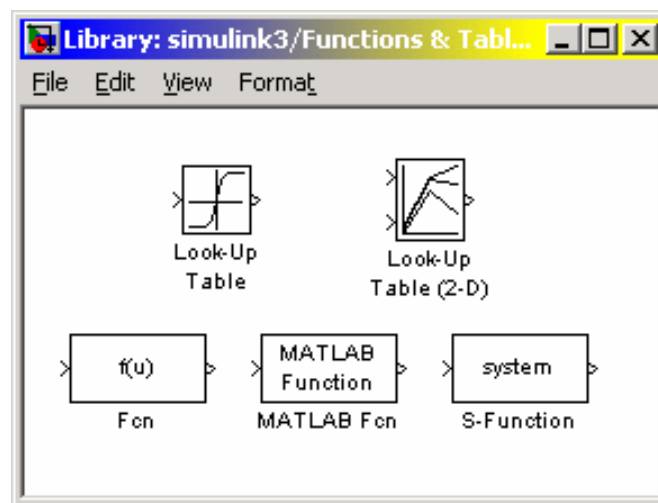 Library: simulink3/Functions & Tabl...
File Edit View Format
Look-Up
Table
Look-Up
Table (2-D)
f(u)
Fcn
MATLAB
Function
MATLAB Fcn
system
S-Function